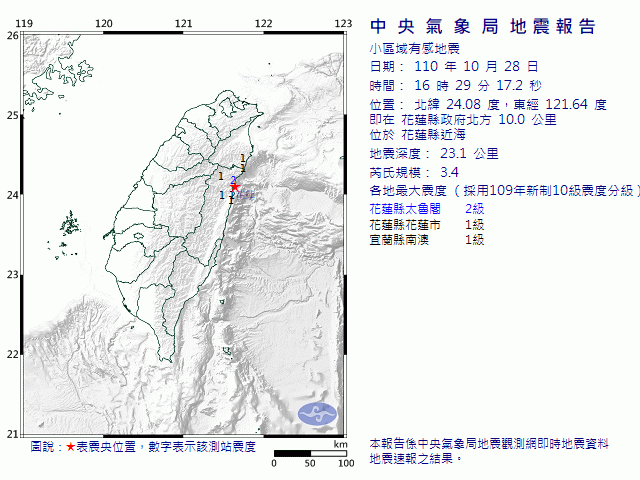 中央氣象局地震報告
小區域有感地震
日期： 110 年 10 月 28 日
時間： 16 時 29 分 17.2 秒
位置： 北緯 24.08 度，東經 121.64 度
即在 花蓮縣政府北方 10.0 公里
位於 花蓮縣近海
地震深度： 23.1 公里
芮氏規模： 3.4
各地最大震度 （採用109年新制10級震度分級）
花蓮縣太魯閣 2級
花蓮縣花蓮市 1級
宜蘭縣南澳 1級
本報告係中央氣象局地震觀測網即時地震資料
地震速報之結果。
119 120 121 122 123
26
25
24
23
22
21
1
1
1
2
1
1
圖說：★表震央位置，數字表示該測站震度
km
0 50 100